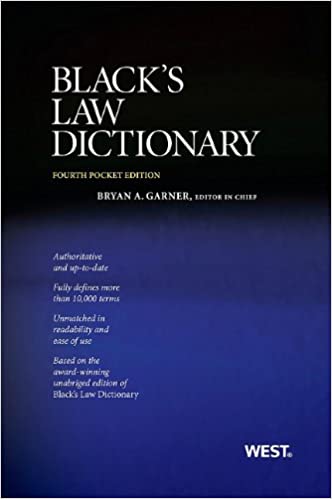 BLACK'S
LAW
DICTIONARY
FOURTH POCKET EDITION
BRYAN A. GARNER, EDITOR IN CHIEF
Authoritative
and up-to-date
Fully defines more
than 10,000 terms
Unmatched in
readability and
ease of use
Based on the
award-winning
unabriged edition of
Black's Law Dictionary
WEST®